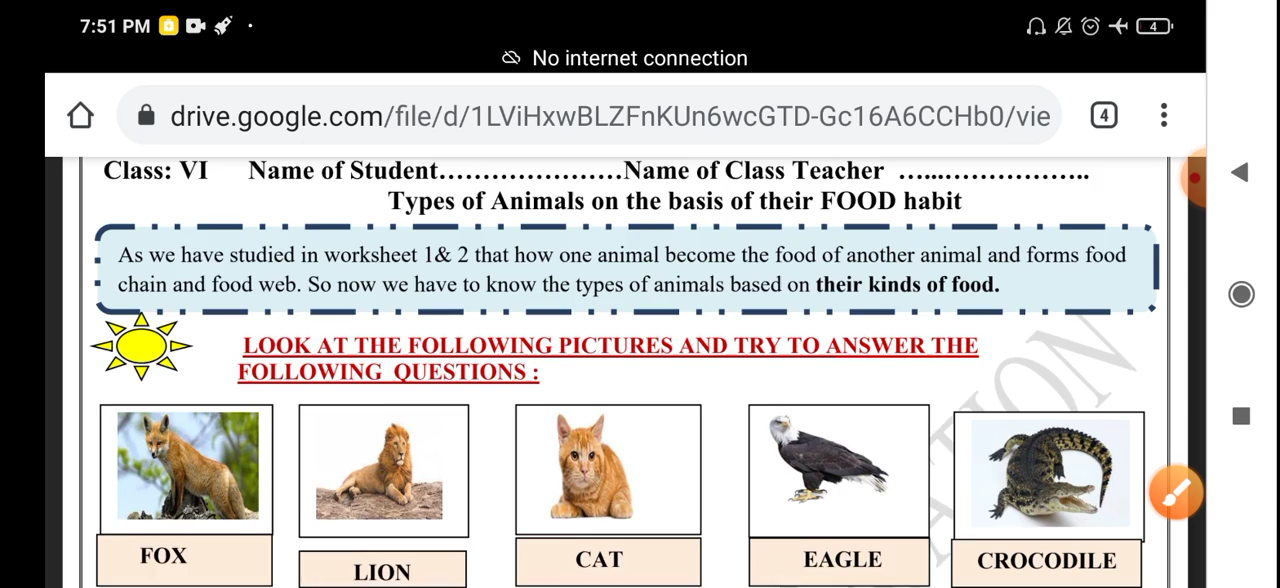 7:51 PM
4
No internet connection
drive.google.com/file/d/1LViHxwBLZFnKUn6wcGTD-Gc16A6CCHb0/vie
4
Class: VI Name of Student.....................Name of Class Teacher .....................
Types of Animals on the basis of their FOOD habit
As we have studied in worksheet 1& 2 that how one animal become the food of another animal and forms food
chain and food web. So now we have to know the types of animals based on their kinds of food.
LOOK AT THE FOLLOWING PICTURES AND TRY TO ANSWER THE
FOLLOWING QUESTIONS :
FOX
LION
CAT
EAGLE
CROCODILE